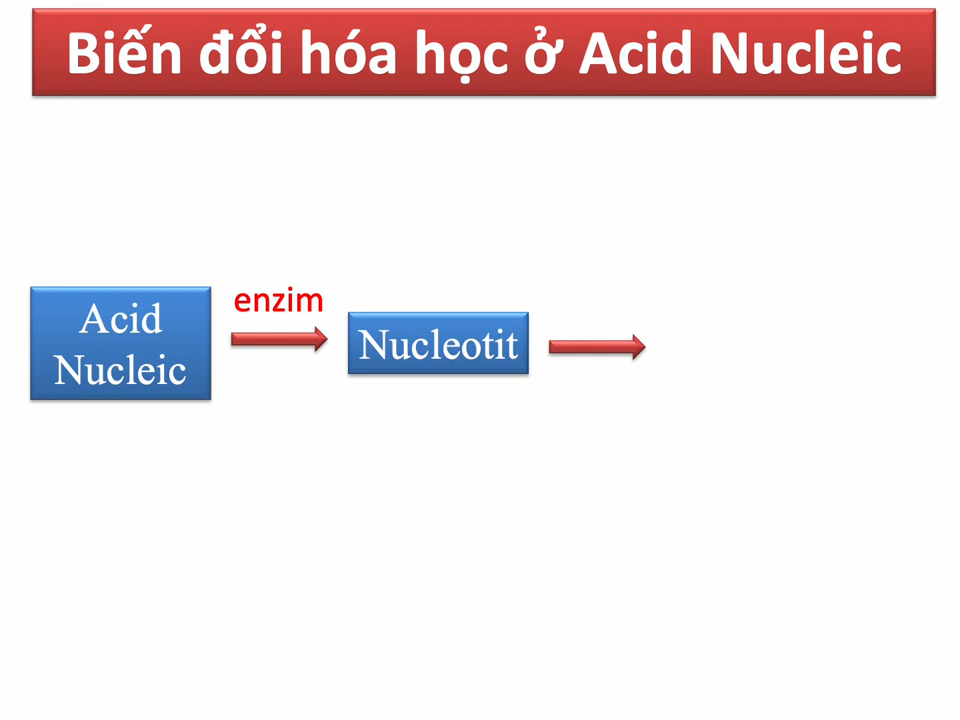 Biến đổi hóa học ở Acid Nucleic
enzim
Acid
Nucleic
Nucleotit